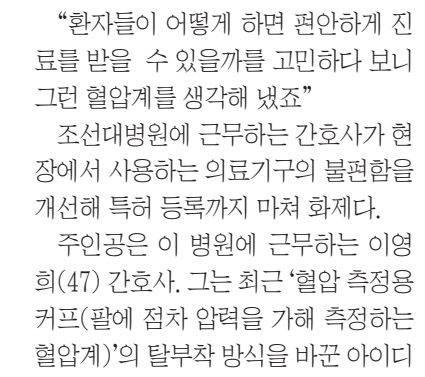 “환자들이 어떻게 하면 편안하게 진
료를 받을 수 있을까를 고민하다 보니
그런 혈압계를 생각해 냈죠”
조선대병원에 근무하는 간호사가 현
장에서 사용하는 의료기구의 불편함을
개선해 특허 등록까지 마쳐 화제다.
주인공은 이 병원에 근무하는 이영
희(47) 간호사. 그는 최근 ‘혈압 측정용
커프(팔에 점차 압력을 가해 측정하는
혈압계)’의 탈부착 방식을 바꾼 아이디